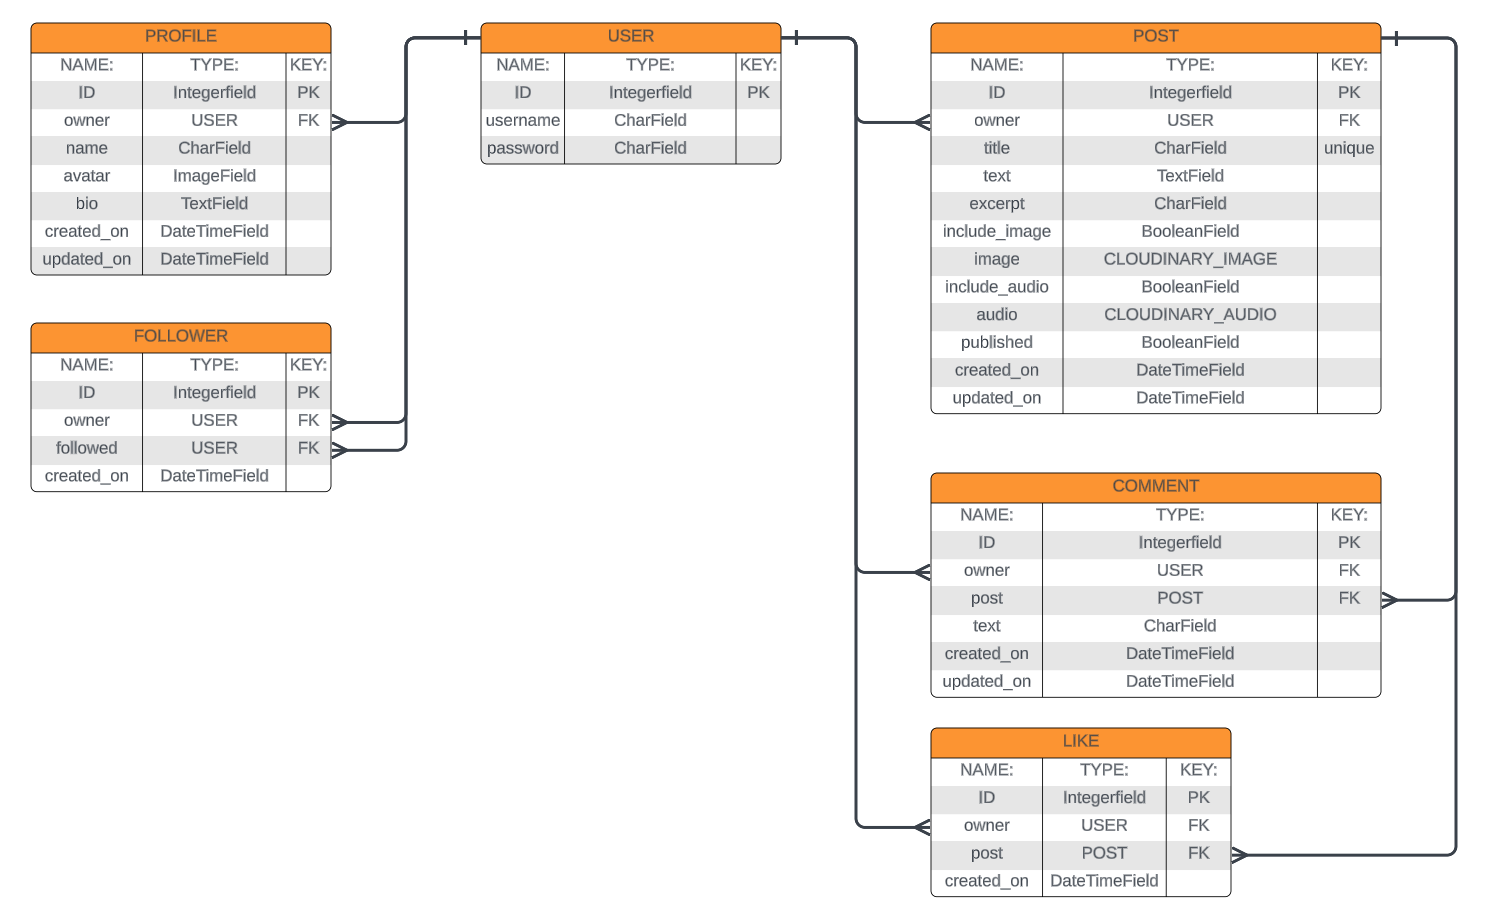 PROFILE
NAME: TYPE: KEY:
ID Integerfield PK
owner USER FK
name CharField
avatar ImageField
bio TextField
created_on DateTimeField
updated_on DateTimeField
FOLLOWER
NAME: TYPE: KEY:
ID Integerfield PK
owner USER FK
followed USER FK
created_on DateTimeField
USER
NAME: TYPE: KEY:
ID Integerfield PK
username CharField
password CharField
POST
NAME: TYPE: KEY:
ID Integerfield PK
owner USER FK
title CharField unique
text TextField
excerpt CharField
include_image BooleanField
image CLOUDINARY_IMAGE
include_audio BooleanField
audio CLOUDINARY_AUDIO
published BooleanField
created_on DateTimeField
updated_on DateTimeField
COMMENT
NAME: TYPE: KEY:
ID Integerfield PK
owner USER FK
post POST FK
text CharField
created_on DateTimeField
updated_on DateTimeField
LIKE
NAME: TYPE: KEY:
ID Integerfield PK
owner USER FK
post POST FK
created_on DateTimeField